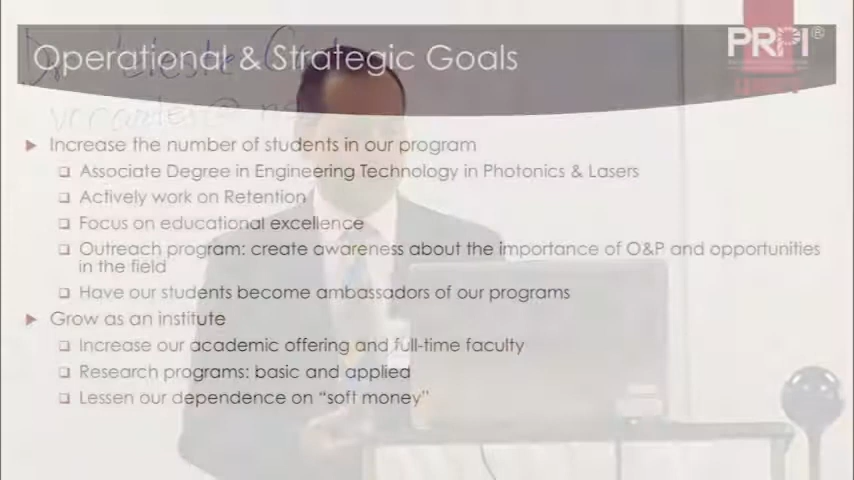 Operational & Strategic Goals
PRPI®
Increase the number of students in our program
Associate Degree in Engineering Technology in Photonics & Lasers
Actively work on Retention
Focus on educational excellence
Outreach program: create awareness about the importance of O&P and opportunities
in the field
Have our students become ambassadors of our programs
Grow as an institute
Increase our academic offering and full-time faculty
Research programs: basic and applied
Lessen our dependence on “soft money”